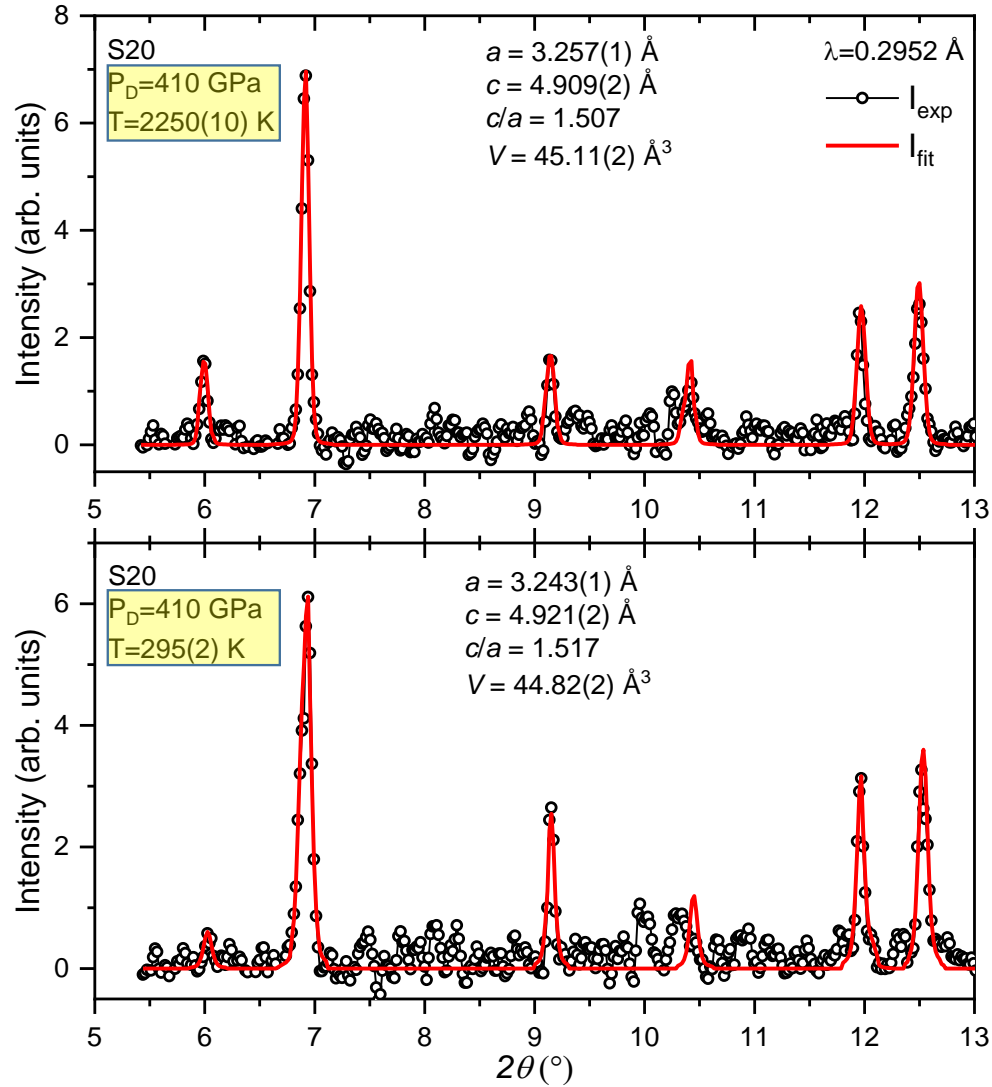 S20
P_D=410 GPa
T=2250(10) K
a = 3.257(1) Å
c = 4.909(2) Å
c/a = 1.507
V = 45.11(2) Å³
λ=0.2952 Å
I_exp
I_fit
Intensity (arb. units)
8
6
4
2
0
5 6 7 8 9 10 11 12 13
S20
P_D=410 GPa
T=295(2) K
a = 3.243(1) Å
c = 4.921(2) Å
c/a = 1.517
V = 44.82(2) Å³
Intensity (arb. units)
6
4
2
0
5 6 7 8 9 10 11 12 13
2θ (°)